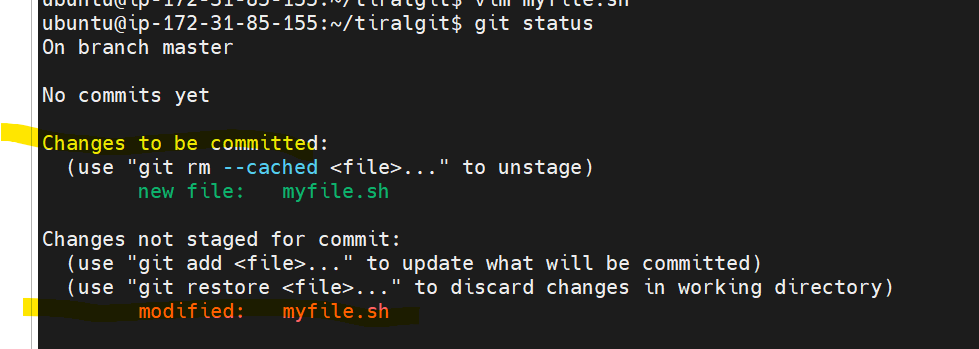 ubuntu@ip-172-31-85-155:~/tiralgit$ vim myfile.sh
ubuntu@ip-172-31-85-155:~/tiralgit$ git status
On branch master
No commits yet
Changes to be committed:
(use "git rm --cached <file>..." to unstage)
new file: myfile.sh
Changes not staged for commit:
(use "git add <file>..." to update what will be committed)
(use "git restore <file>..." to discard changes in working directory)
modified: myfile.sh